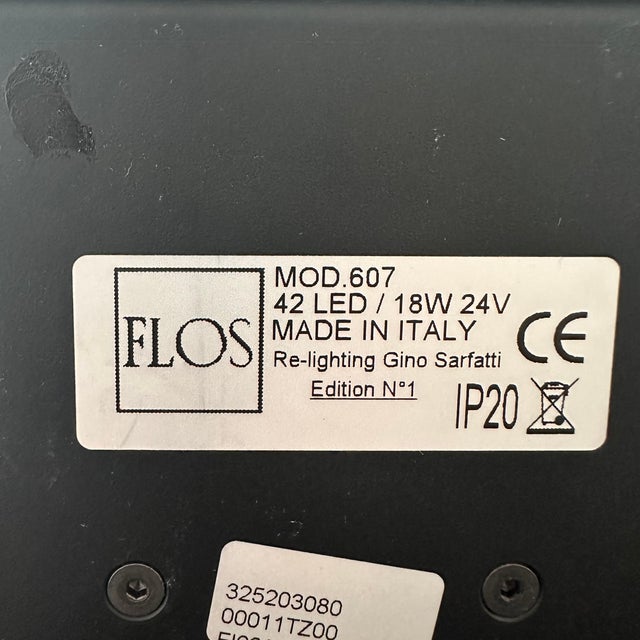 FLOS
MOD.607
42 LED / 18W 24V
MADE IN ITALY
Re-lighting Gino Sarfatti
Edition N°1
CE
IP20
325203080
00011TZ00